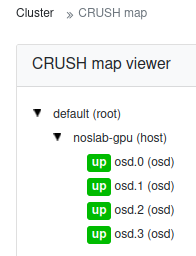 Cluster » CRUSH map
CRUSH map viewer
▼ default (root)
▼ noslab-gpu (host)
up osd.0 (osd)
up osd.1 (osd)
up osd.2 (osd)
up osd.3 (osd)